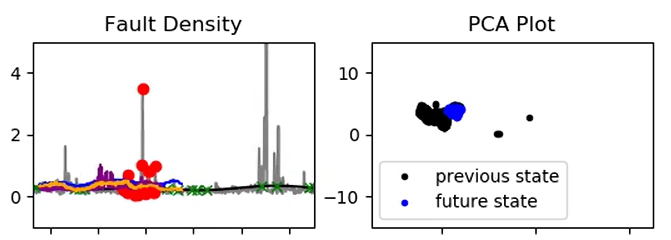 Fault Density
4
2
0
PCA Plot
10
0
−10
previous state
future state